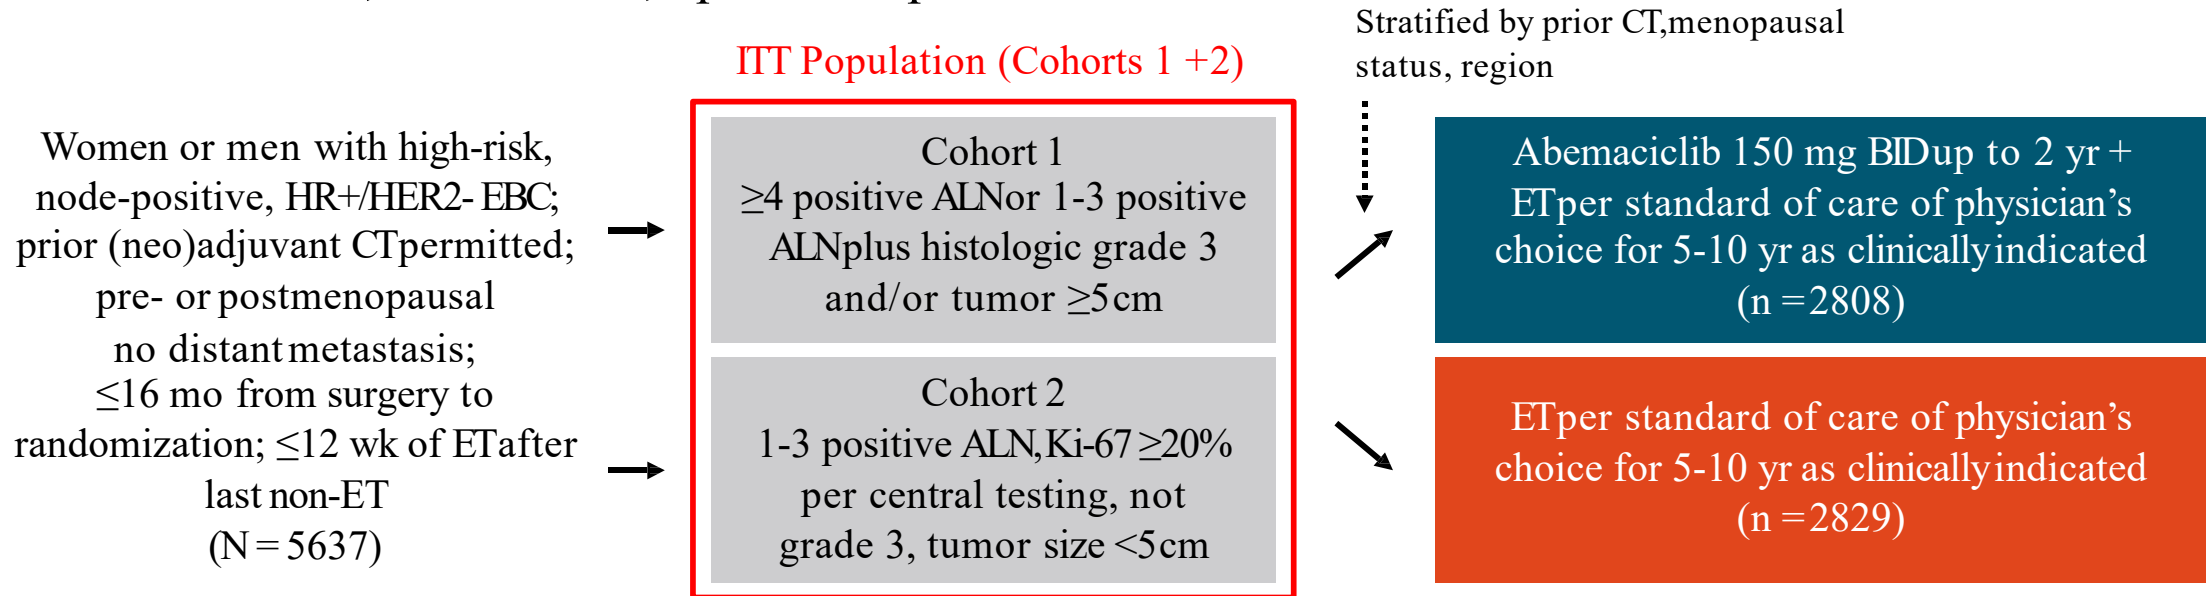 Stratified by prior CT,menopausal
status, region
ITT Population (Cohorts 1 +2)
Women or men with high-risk,
node-positive, HR+/HER2- EBC;
prior (neo)adjuvant CTpermitted;
pre- or postmenopausal
no distant metastasis;
≤16 mo from surgery to
randomization; ≤12 wk of ETafter
last non-ET
(N = 5637)
Cohort 1
≥4 positive ALNor 1-3 positive
ALNplus histologic grade 3
and/or tumor ≥5cm
Cohort 2
1-3 positive ALN,Ki-67 ≥20%
per central testing, not
grade 3, tumor size <5cm
Abemaciclib 150 mg BIDup to 2 yr +
ETper standard of care of physician’s
choice for 5-10 yr as clinically indicated
(n =2808)
ETper standard of care of physician’s
choice for 5-10 yr as clinically indicated
(n =2829)